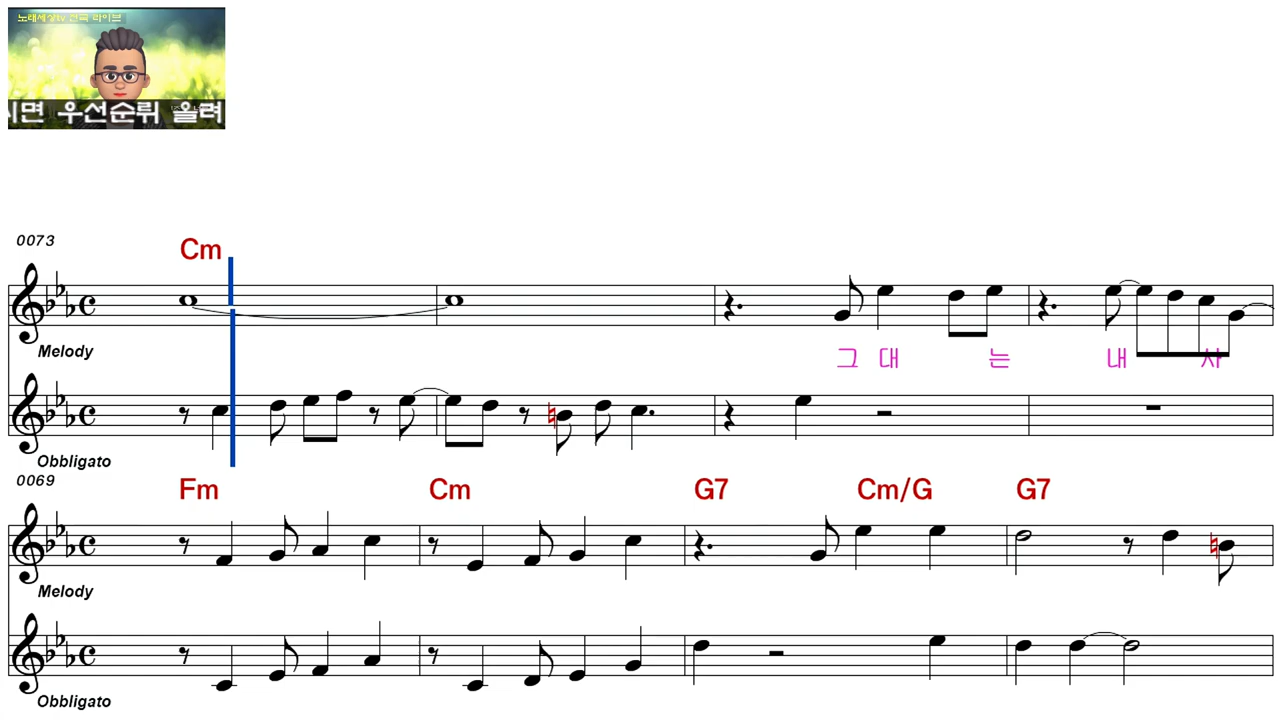 노래세상tv 전국 라이브
시면 우선순위 올려
0073
Cm
Melody
그 대 는 내 사
Obbligato
0069
Fm Cm G7 Cm/G G7
Melody
Obbligato